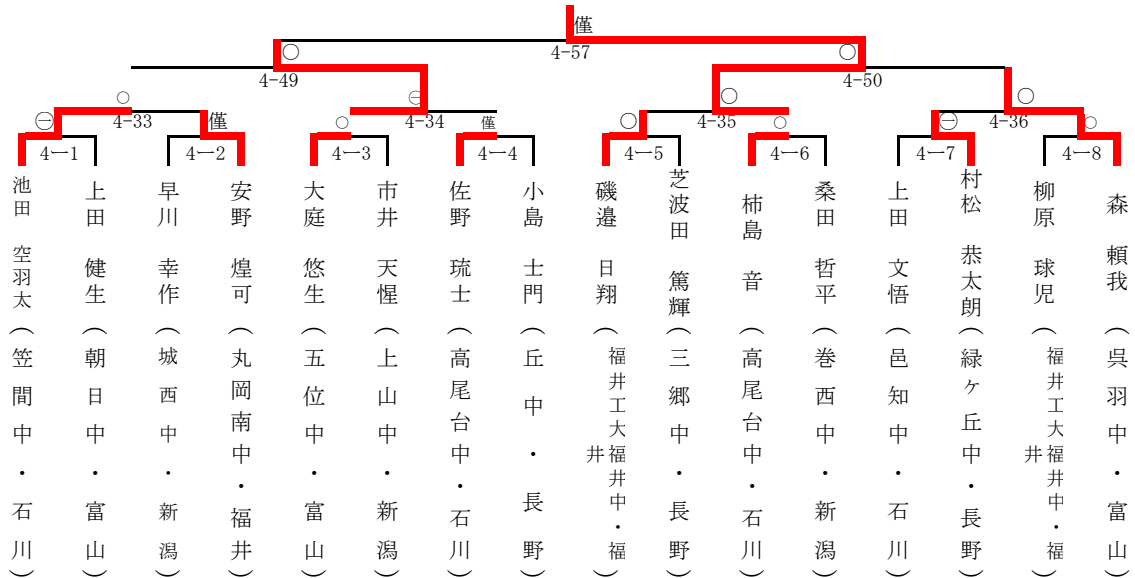 僅
4-57
〇 〇
4-49 4-50
○ ㊀ 〇 〇
4-33 4-34 4-35 4-36
㊀ 僅 ○ 僅 〇 ○ ㊀ ○
4ー1 4ー2 4ー3 4ー4 4ー5 4ー6 4ー7 4ー8
池田 空羽太（笠間中・石川）
上田 健生（朝日中・富山）
早川 幸作（城西中・新潟）
安野 煌可（丸岡南中・福井）
大庭 悠生（五位中・富山）
市井 天惺（上山中・新潟）
佐野 琉士（高尾台中・石川）
小島 士門（丘中・長野）
磯邉 日翔（福井工大福井中・福井）
芝波田 篤輝（三郷中・長野）
柿島 音（高尾台中・石川）
桑田 哲平（巻西中・新潟）
上田 文悟（邑知中・石川）
村松 恭太朗（緑ケ丘中・長野）
柳原 球児（福井工大福井中・福井）
森 頼我（呉羽中・富山）